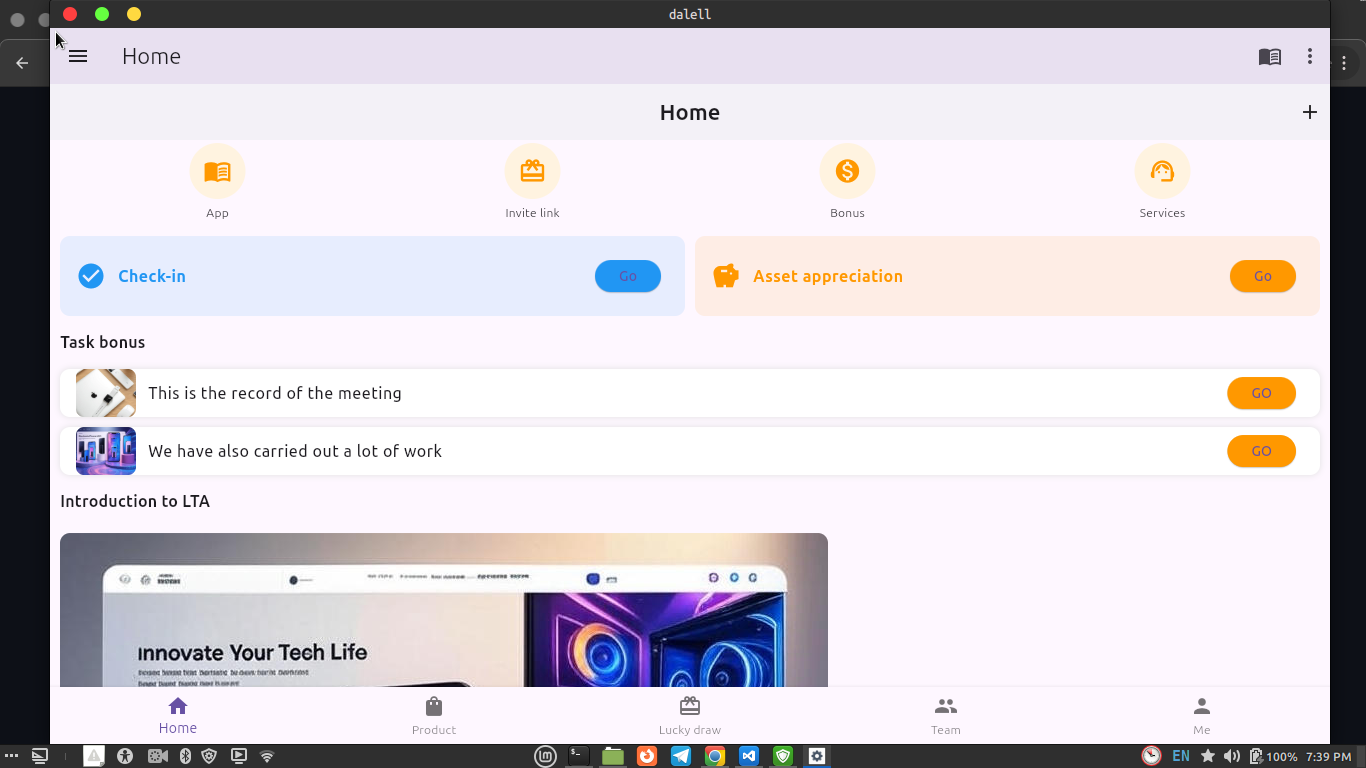 dalell
Home
Home
App
Invite link
Bonus
Services
Check-in
Go
Asset appreciation
Go
Task bonus
This is the record of the meeting
GO
We have also carried out a lot of work
GO
Introduction to LTA
Innovate Your Tech Life
Home
Product
Lucky draw
Team
Me
EN
100%
7:39 PM